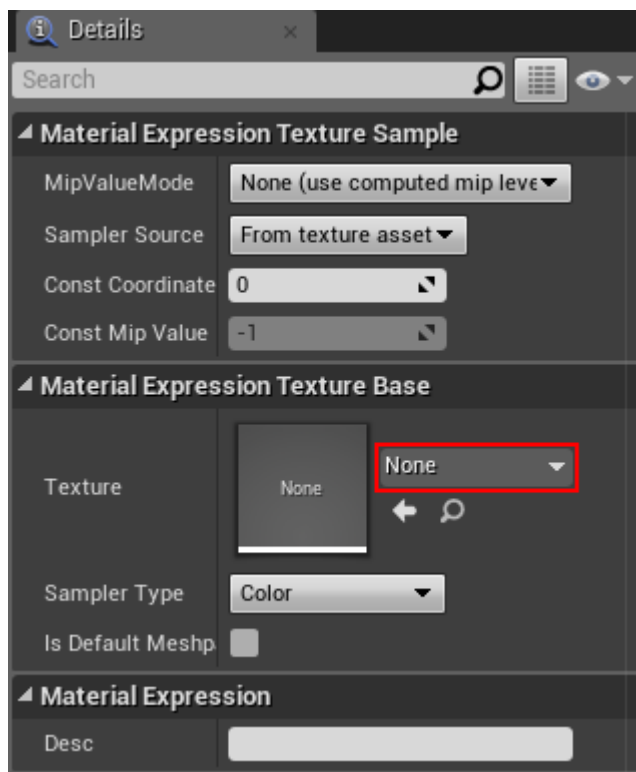 Details
Search
Material Expression Texture Sample
MipValueMode None (use computed mip leve
Sampler Source From texture asset
Const Coordinate 0
Const Mip Value -1
Material Expression Texture Base
Texture None None
Sampler Type Color
Is Default Meshp
Material Expression
Desc